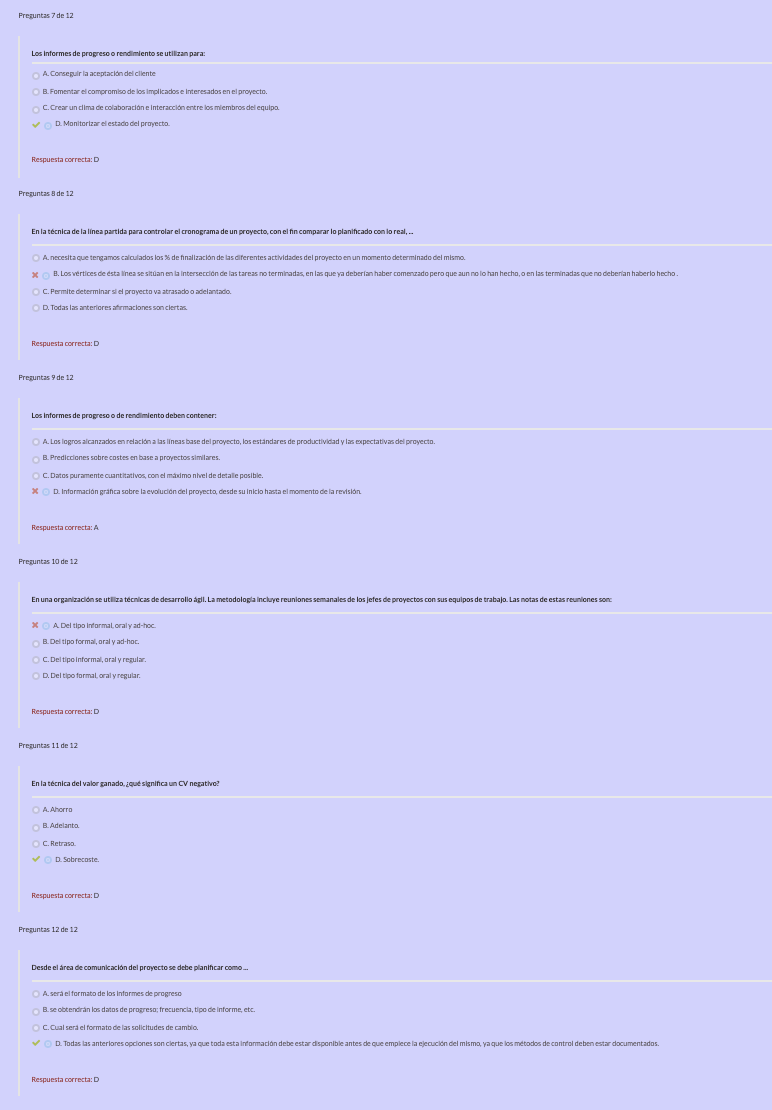 Preguntas 7 de 12
Los informes de progreso o rendimiento se utilizan para:
A. Conseguir la aceptación del cliente
B. Fomentar el compromiso de los implicados e interesados en el proyecto.
C. Crear un clima de colaboración e interacción entre los miembros del equipo.
D. Monitorizar el estado del proyecto.
Respuesta correcta: D
Preguntas 8 de 12
En la técnica de la línea partida para controlar el cronograma de un proyecto, con el fin comparar lo planificado con lo real, ...
A. necesita que tengamos calculados los % de finalización de las diferentes actividades del proyecto en un momento determinado del mismo.
B. Los vértices de ésta línea se sitúan en la intersección de las tareas no terminadas, en las que ya deberían haber comenzado pero que aun no lo han hecho, o en las terminadas que no deberían haberlo hecho .
C. Permite determinar si el proyecto va atrasado o adelantado.
D. Todas las anteriores afirmaciones son ciertas.
Respuesta correcta: D
Preguntas 9 de 12
Los informes de progreso o de rendimiento deben contener:
A. Los logros alcanzados en relación a las líneas base del proyecto, los estándares de productividad y las expectativas del proyecto.
B. Predicciones sobre costes en base a proyectos similares.
C. Datos puramente cuantitativos, con el máximo nivel de detalle posible.
D. Información gráfica sobre la evolución del proyecto, desde su inicio hasta el momento de la revisión.
Respuesta correcta: A
Preguntas 10 de 12
En una organización se utiliza técnicas de desarrollo ágil. La metodología incluye reuniones semanales de los jefes de proyectos con sus equipos de trabajo. Las notas de estas reuniones son:
A. Del tipo informal, oral y ad-hoc.
B. Del tipo formal, oral y ad-hoc.
C. Del tipo informal, oral y regular.
D. Del tipo formal, oral y regular.
Respuesta correcta: D
Preguntas 11 de 12
En la técnica del valor ganado, ¿qué significa un CV negativo?
A. Ahorro
B. Adelanto.
C. Retraso.
D. Sobrecoste.
Respuesta correcta: D
Preguntas 12 de 12
Desde el área de comunicación del proyecto se debe planificar como ...
A. será el formato de los informes de progreso
B. se obtendrán los datos de progreso; frecuencia, tipo de informe, etc.
C. Cual será el formato de las solicitudes de cambio.
D. Todas las anteriores opciones son ciertas, ya que toda esta información debe estar disponible antes de que empiece la ejecución del mismo, ya que los métodos de control deben estar documentados.
Respuesta correcta: D